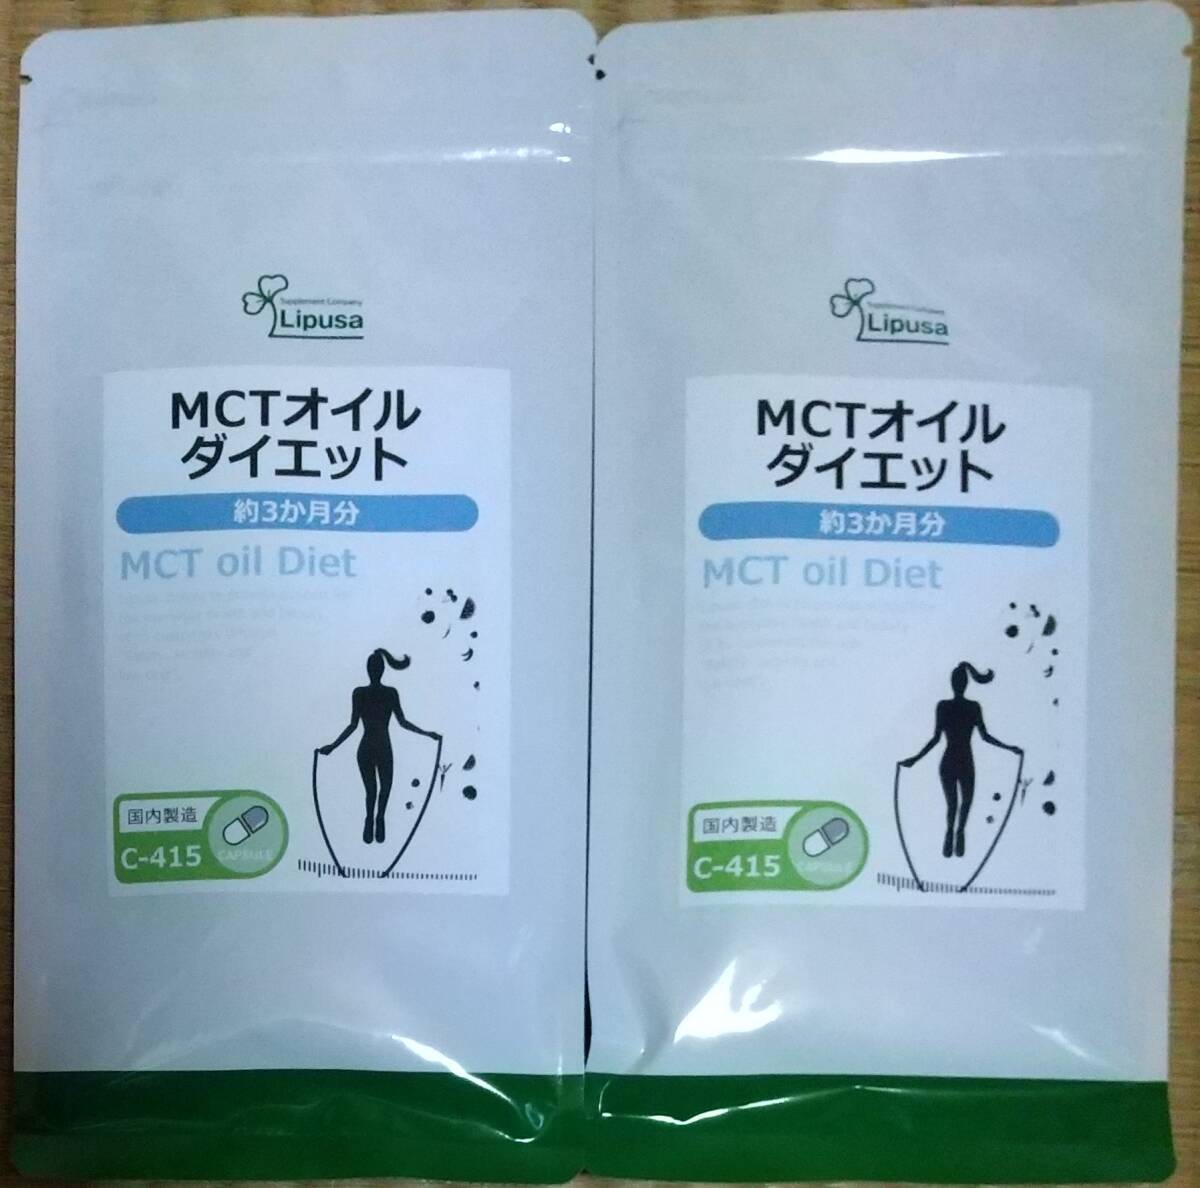 Supplement Company
Lipusa
MCTオイル
ダイエット
約3か月分
MCT oil Diet
国内製造
C-415
CAPSULE
Supplement Company
Lipusa
MCTオイル
ダイエット
約3か月分
MCT oil Diet
国内製造
C-415
CAPSULE